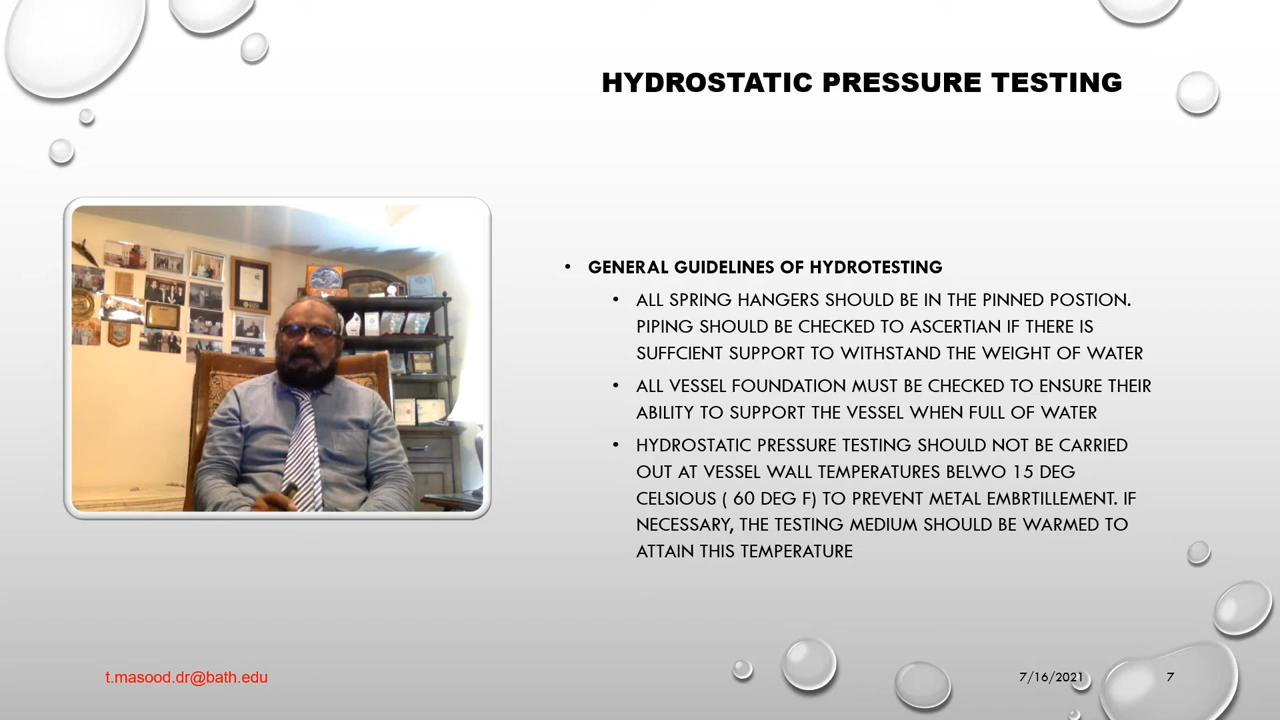 HYDROSTATIC PRESSURE TESTING
• GENERAL GUIDELINES OF HYDROTESTING
• ALL SPRING HANGERS SHOULD BE IN THE PINNED POSTION.
PIPING SHOULD BE CHECKED TO ASCERTIAN IF THERE IS
SUFFCIENT SUPPORT TO WITHSTAND THE WEIGHT OF WATER
• ALL VESSEL FOUNDATION MUST BE CHECKED TO ENSURE THEIR
ABILITY TO SUPPORT THE VESSEL WHEN FULL OF WATER
• HYDROSTATIC PRESSURE TESTING SHOULD NOT BE CARRIED
OUT AT VESSEL WALL TEMPERATURES BELWO 15 DEG
CELSIOUS ( 60 DEG F) TO PREVENT METAL EMBRTILLEMENT. IF
NECESSARY, THE TESTING MEDIUM SHOULD BE WARMED TO
ATTAIN THIS TEMPERATURE
t.masood.dr@bath.edu
7/16/2021
7